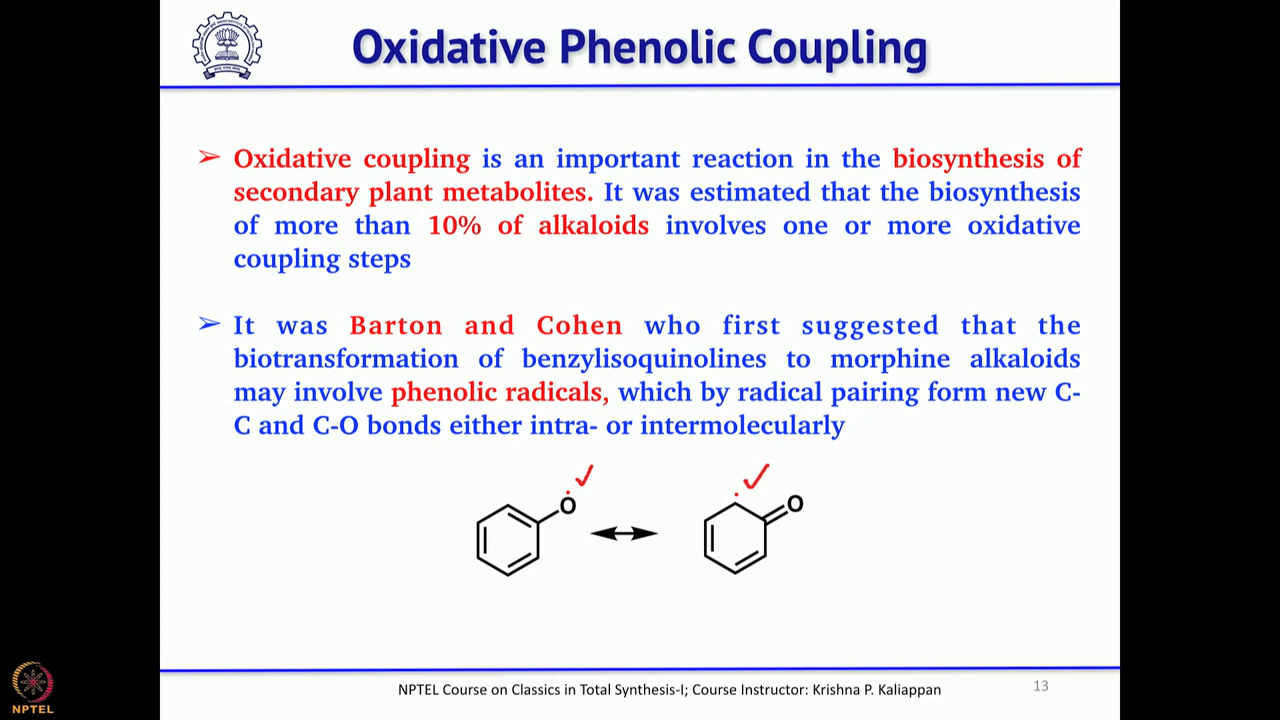 Oxidative Phenolic Coupling
➢ Oxidative coupling is an important reaction in the biosynthesis of
secondary plant metabolites. It was estimated that the biosynthesis
of more than 10% of alkaloids involves one or more oxidative
coupling steps
➢ It was Barton and Cohen who first suggested that the
biotransformation of benzylisoquinolines to morphine alkaloids
may involve phenolic radicals, which by radical pairing form new C-
C and C-O bonds either intra- or intermolecularly
O O
NPTEL Course on Classics in Total Synthesis-I; Course Instructor: Krishna P. Kaliappan
13
NPTEL